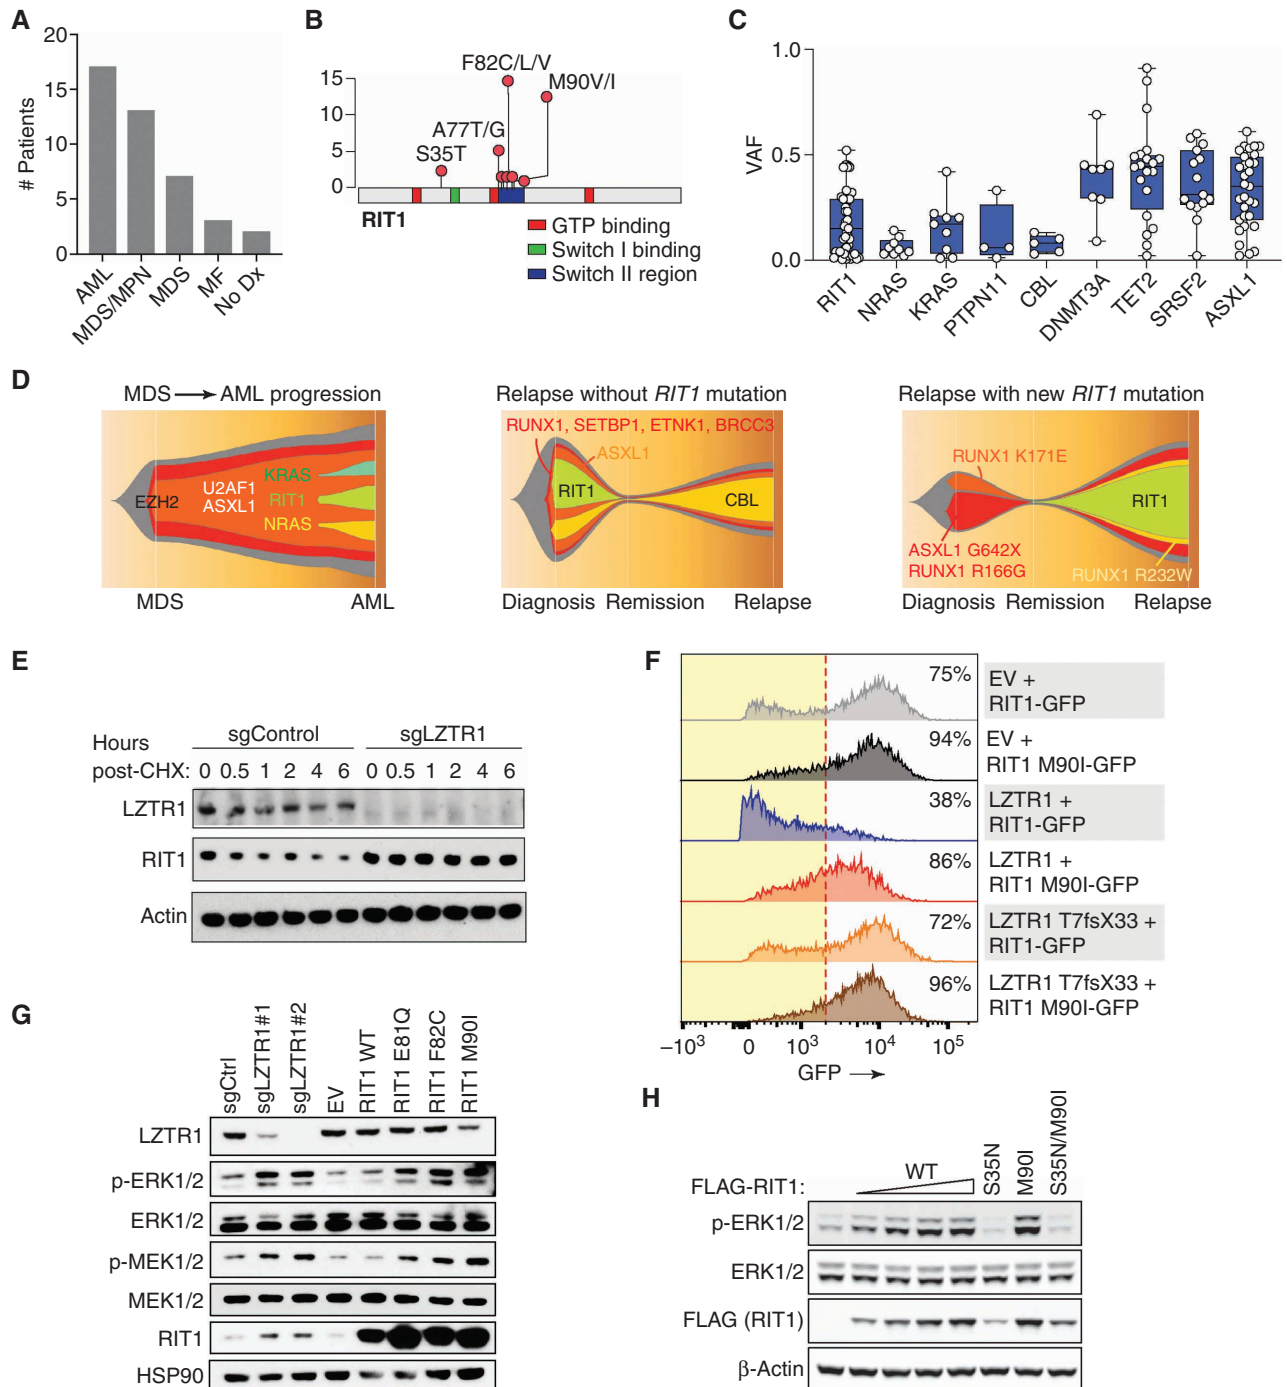 A
# Patients
20
15
10
5
0
AML
MDS/MPN
MDS
MF
No Dx
B
15
10
5
0
F82C/L/V
M90V/I
A77T/G
S35T
RIT1
GTP binding
Switch I binding
Switch II region
C
VAF
1.0
0.5
0.0
RIT1
NRAS
KRAS
PTPN11
CBL
DNMT3A
TET2
SRSF2
ASXL1
D
MDS → AML progression
EZH2
U2AF1
ASXL1
KRAS
RIT1
NRAS
MDS
AML
Relapse without RIT1 mutation
RUNX1, SETBP1, ETNK1, BRCC3
ASXL1
RIT1
CBL
Diagnosis
Remission
Relapse
Relapse with new RIT1 mutation
RUNX1 K171E
RIT1
ASXL1 G642X
RUNX1 R166G
RUNX1 R232W
Diagnosis
Remission
Relapse
E
Hours
post-CHX:
sgControl
sgLZTR1
0 0.5 1 2 4 6 0 0.5 1 2 4 6
LZTR1
RIT1
Actin
F
75%
EV +
RIT1-GFP
94%
EV +
RIT1 M90I-GFP
38%
LZTR1 +
RIT1-GFP
86%
LZTR1 +
RIT1 M90I-GFP
72%
LZTR1 T7fsX33 +
RIT1-GFP
96%
LZTR1 T7fsX33 +
RIT1 M90I-GFP
−10³ 0 10³ 10⁴ 10⁵
GFP →
G
sgCtrl
sgLZTR1#1
sgLZTR1#2
EV
RIT1 WT
RIT1 E81Q
RIT1 F82C
RIT1 M90I
LZTR1
p-ERK1/2
ERK1/2
p-MEK1/2
MEK1/2
RIT1
HSP90
H
FLAG-RIT1:
WT
S35N
M90I
S35N/M90I
p-ERK1/2
ERK1/2
FLAG (RIT1)
β-Actin